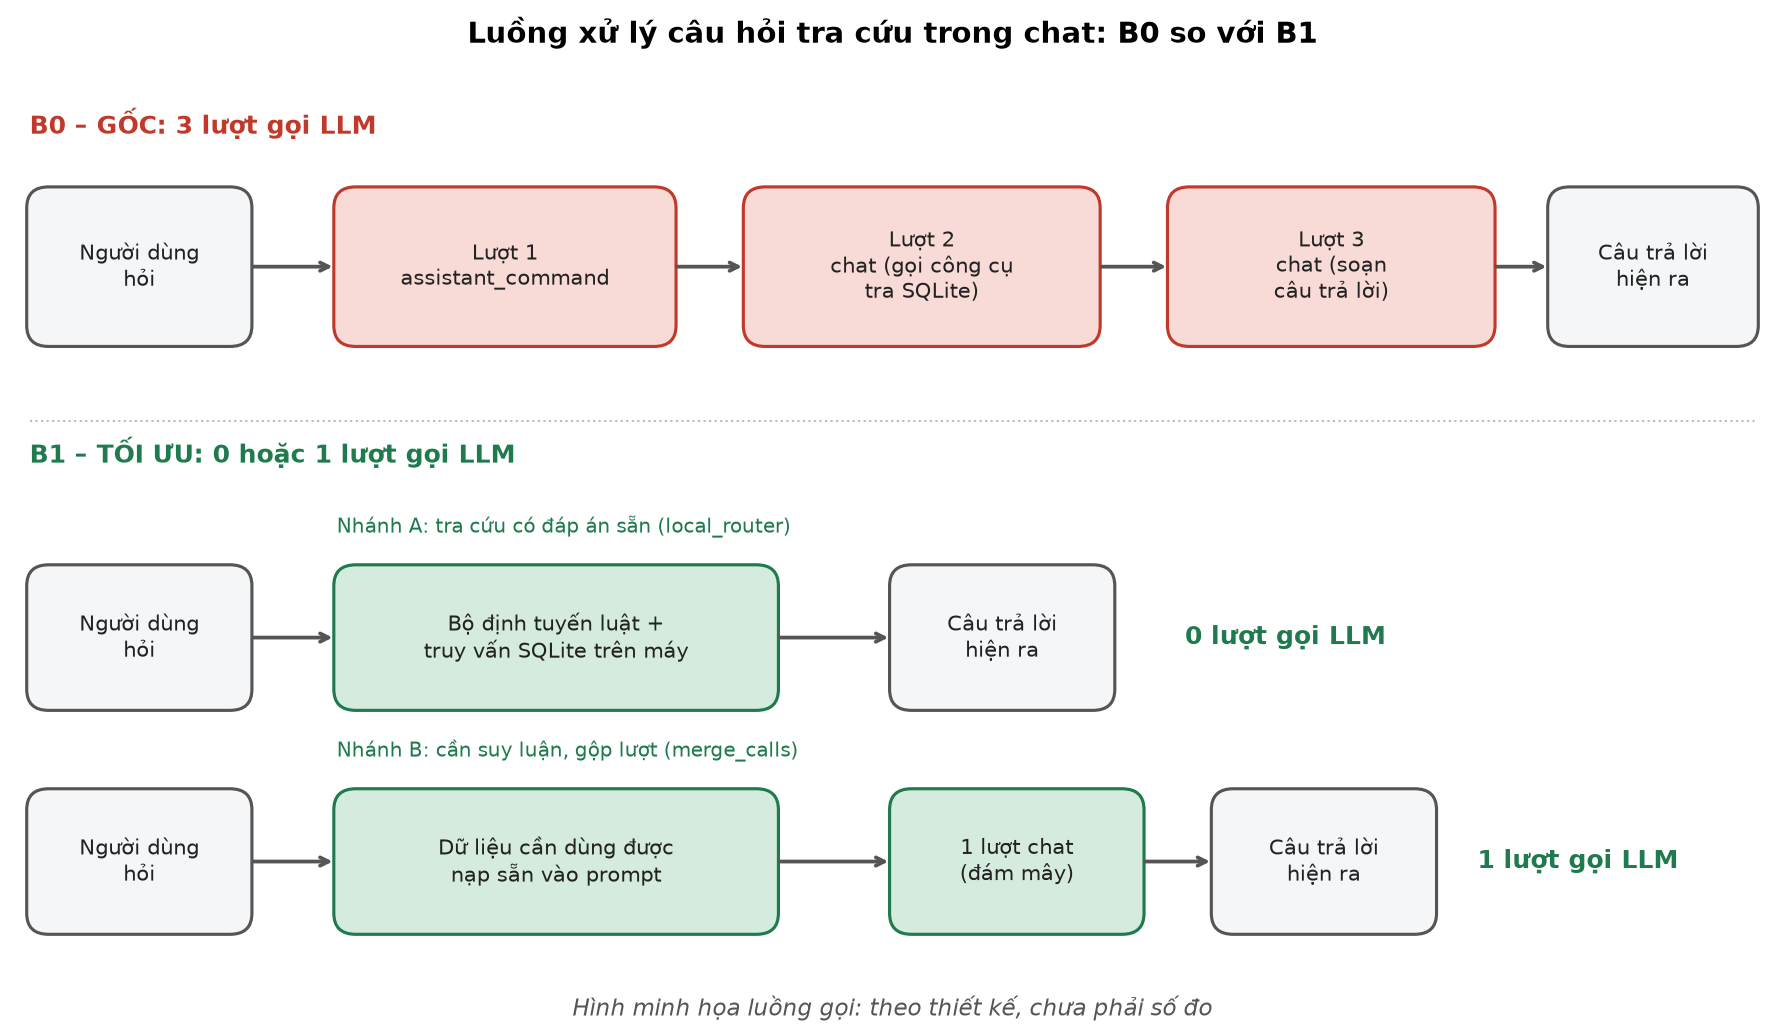 Luồng xử lý câu hỏi tra cứu trong chat: B0 so với B1
B0 – GỐC: 3 lượt gọi LLM
Người dùng
hỏi
Lượt 1
assistant_command
Lượt 2
chat (gọi công cụ
tra SQLite)
Lượt 3
chat (soạn
câu trả lời)
Câu trả lời
hiện ra
B1 – TỐI ƯU: 0 hoặc 1 lượt gọi LLM
Nhánh A: tra cứu có đáp án sẵn (local_router)
Người dùng
hỏi
Bộ định tuyến luật +
truy vấn SQLite trên máy
Câu trả lời
hiện ra
0 lượt gọi LLM
Nhánh B: cần suy luận, gộp lượt (merge_calls)
Người dùng
hỏi
Dữ liệu cần dùng được
nạp sẵn vào prompt
1 lượt chat
(đám mây)
Câu trả lời
hiện ra
1 lượt gọi LLM
Hình minh họa luồng gọi: theo thiết kế, chưa phải số đo